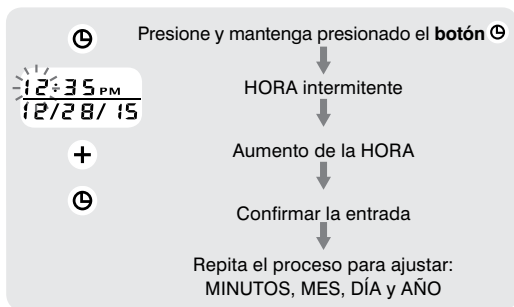 Presione y mantenga presionado el botón
12:35 PM
HORA intermitente
12/28/15
+
Aumento de la HORA
Confirmar la entrada
Repita el proceso para ajustar:
MINUTOS, MES, DÍA y AÑO